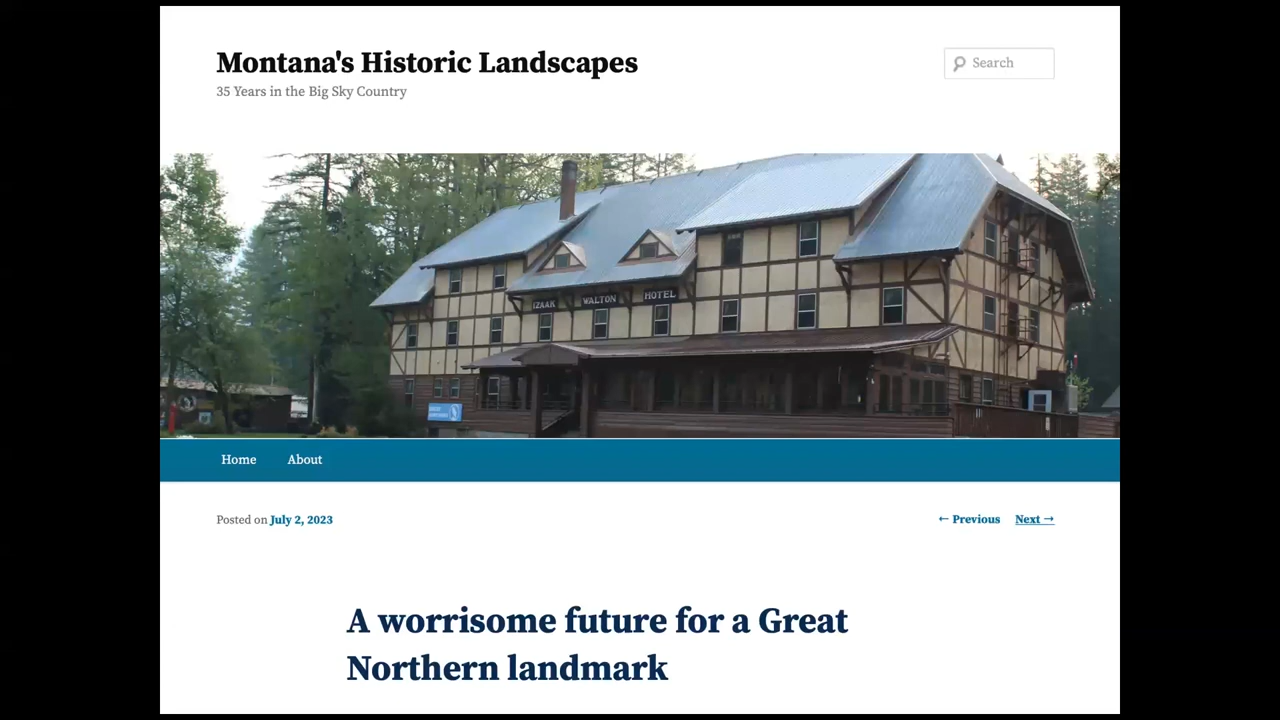 Montana's Historic Landscapes
Search
35 Years in the Big Sky Country
IZAAK WALTON HOTEL
Home About
Posted on July 2, 2023
← Previous Next →
A worrisome future for a Great
Northern landmark